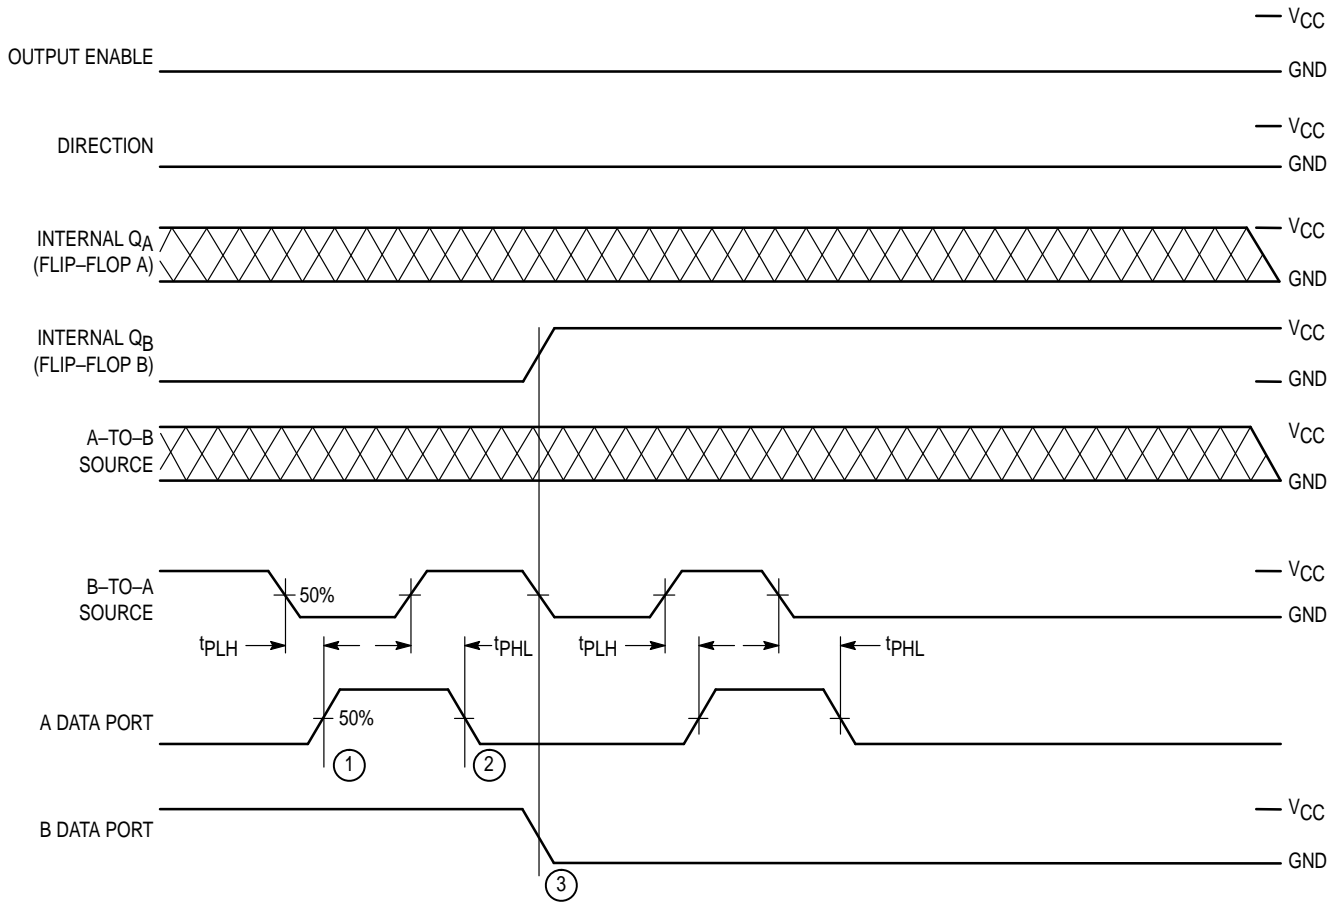 VCC
OUTPUT ENABLE
GND
VCC
DIRECTION
GND
INTERNAL QA
(FLIP–FLOP A)
VCC
GND
INTERNAL QB
(FLIP–FLOP B)
VCC
GND
A–TO–B
SOURCE
VCC
GND
B–TO–A
SOURCE
50%
VCC
GND
tPLH
tPHL
tPLH
tPHL
A DATA PORT
50%
1
2
B DATA PORT
VCC
GND
3